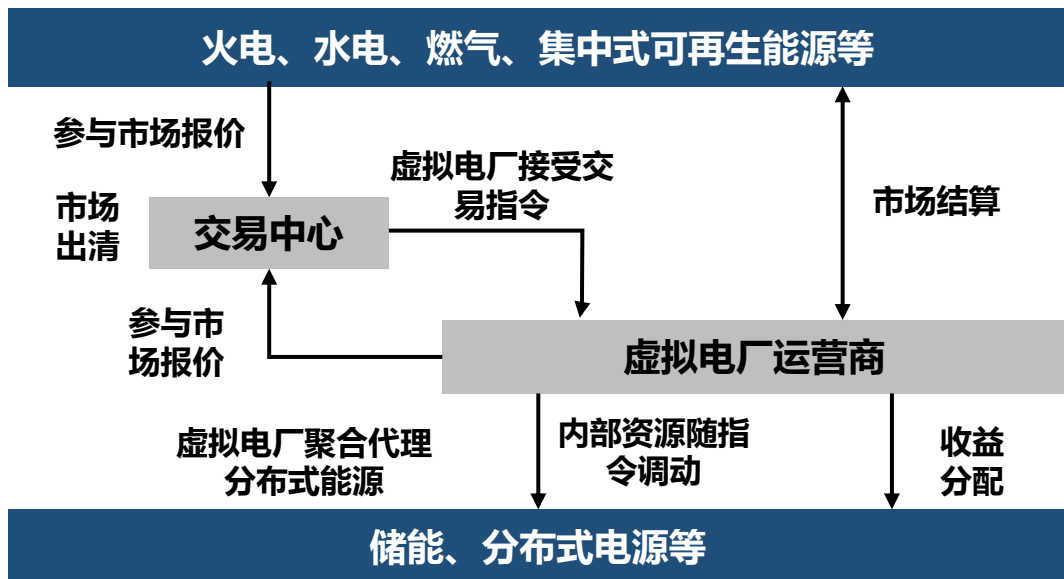 火电、水电、燃气、集中式可再生能源等
参与市场报价
虚拟电厂接受交
易指令
市场
出清
交易中心
市场结算
参与市
场报价
虚拟电厂运营商
虚拟电厂聚合代理
分布式能源
内部资源随指
令调动
收益
分配
储能、分布式电源等